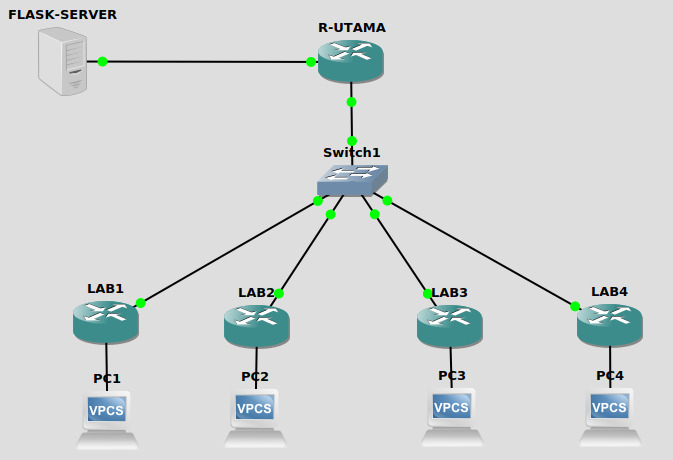 FLASK-SERVER
R-UTAMA
Switch1
LAB1
LAB2
LAB3
LAB4
PC1
PC2
PC3
PC4
VPCS
VPCS
VPCS
VPCS